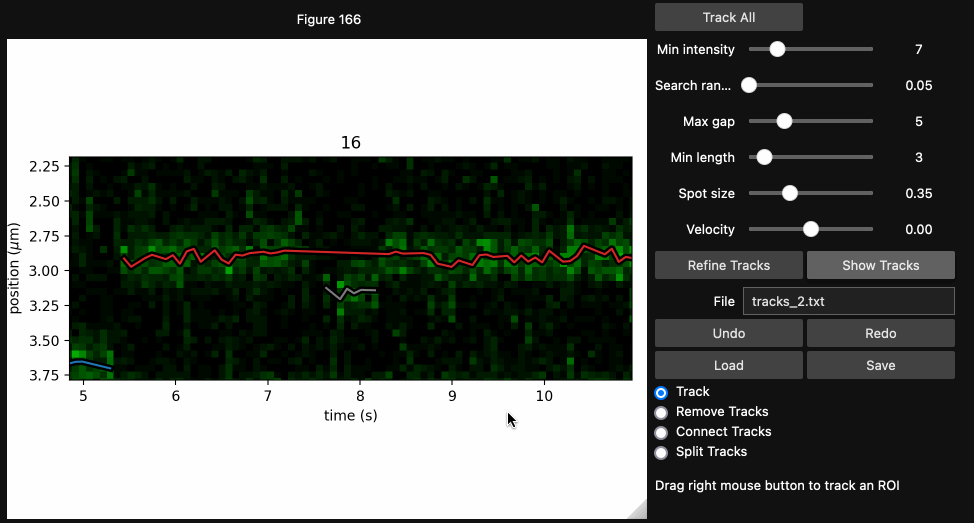 Figure 166
Track All
Min intensity 7
Search ran... 0.05
Max gap 5
Min length 3
Spot size 0.35
Velocity 0.00
Refine Tracks Show Tracks
File tracks_2.txt
Undo Redo
Load Save
Track
Remove Tracks
Connect Tracks
Split Tracks
Drag right mouse button to track an ROI
16
position (μm)
2.25
2.50
2.75
3.00
3.25
3.50
3.75
5 6 7 8 9 10
time (s)